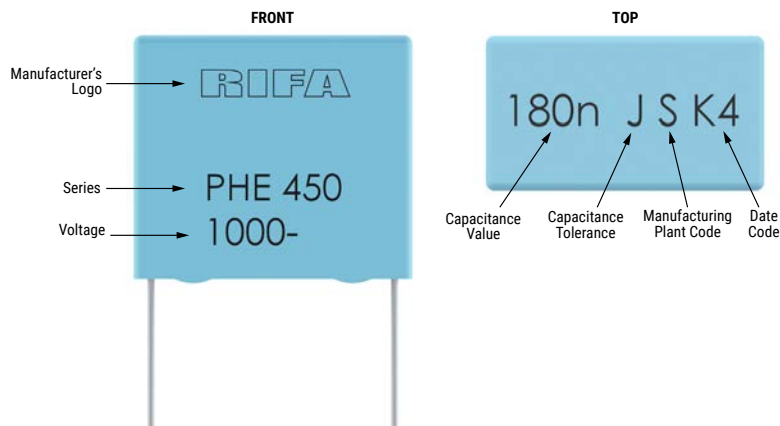 FRONT
Manufacturer's
Logo
RIFA
Series
PHE 450
Voltage
1000-
TOP
180n J S K4
Capacitance
Value
Capacitance
Tolerance
Manufacturing
Plant Code
Date
Code